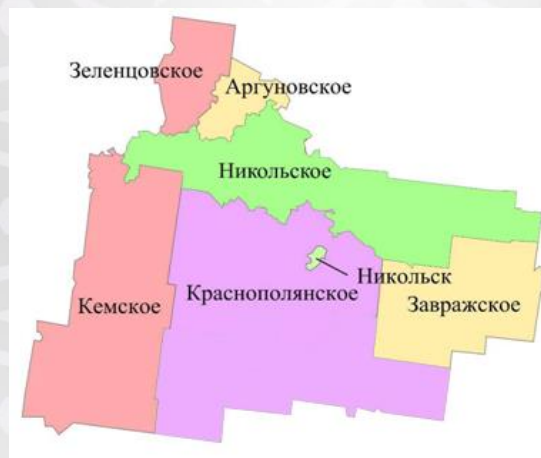 Зеленцовское
Аргуновское
Никольское
Никольск
Краснополянское
Кемское
Завражское